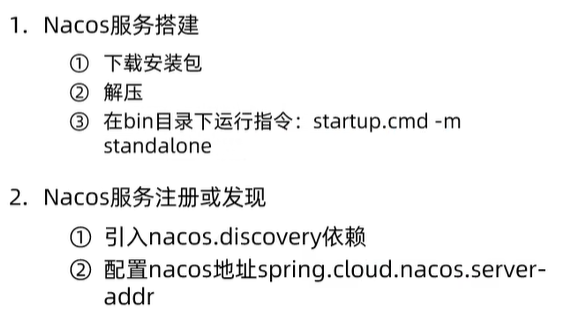 1. Nacos服务搭建
① 下载安装包
② 解压
③ 在bin目录下运行指令：startup.cmd -m
standalone
2. Nacos服务注册或发现
① 引入nacos.discovery依赖
② 配置nacos地址spring.cloud.nacos.server-
addr